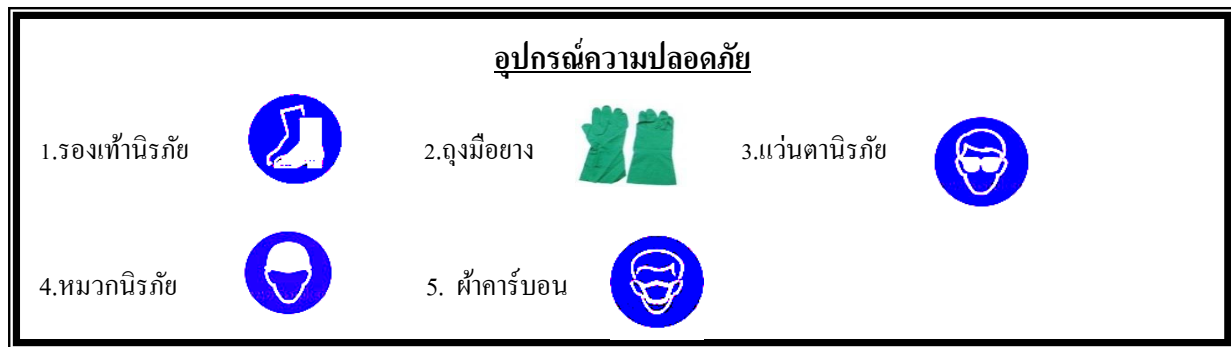 อุปกรณ์ความปลอดภัย
1.รองเท้านิรภัย 2.ถุงมือยาง 3.แว่นตานิรภัย
4.หมวกนิรภัย 5. ผ้าคาร์บอน